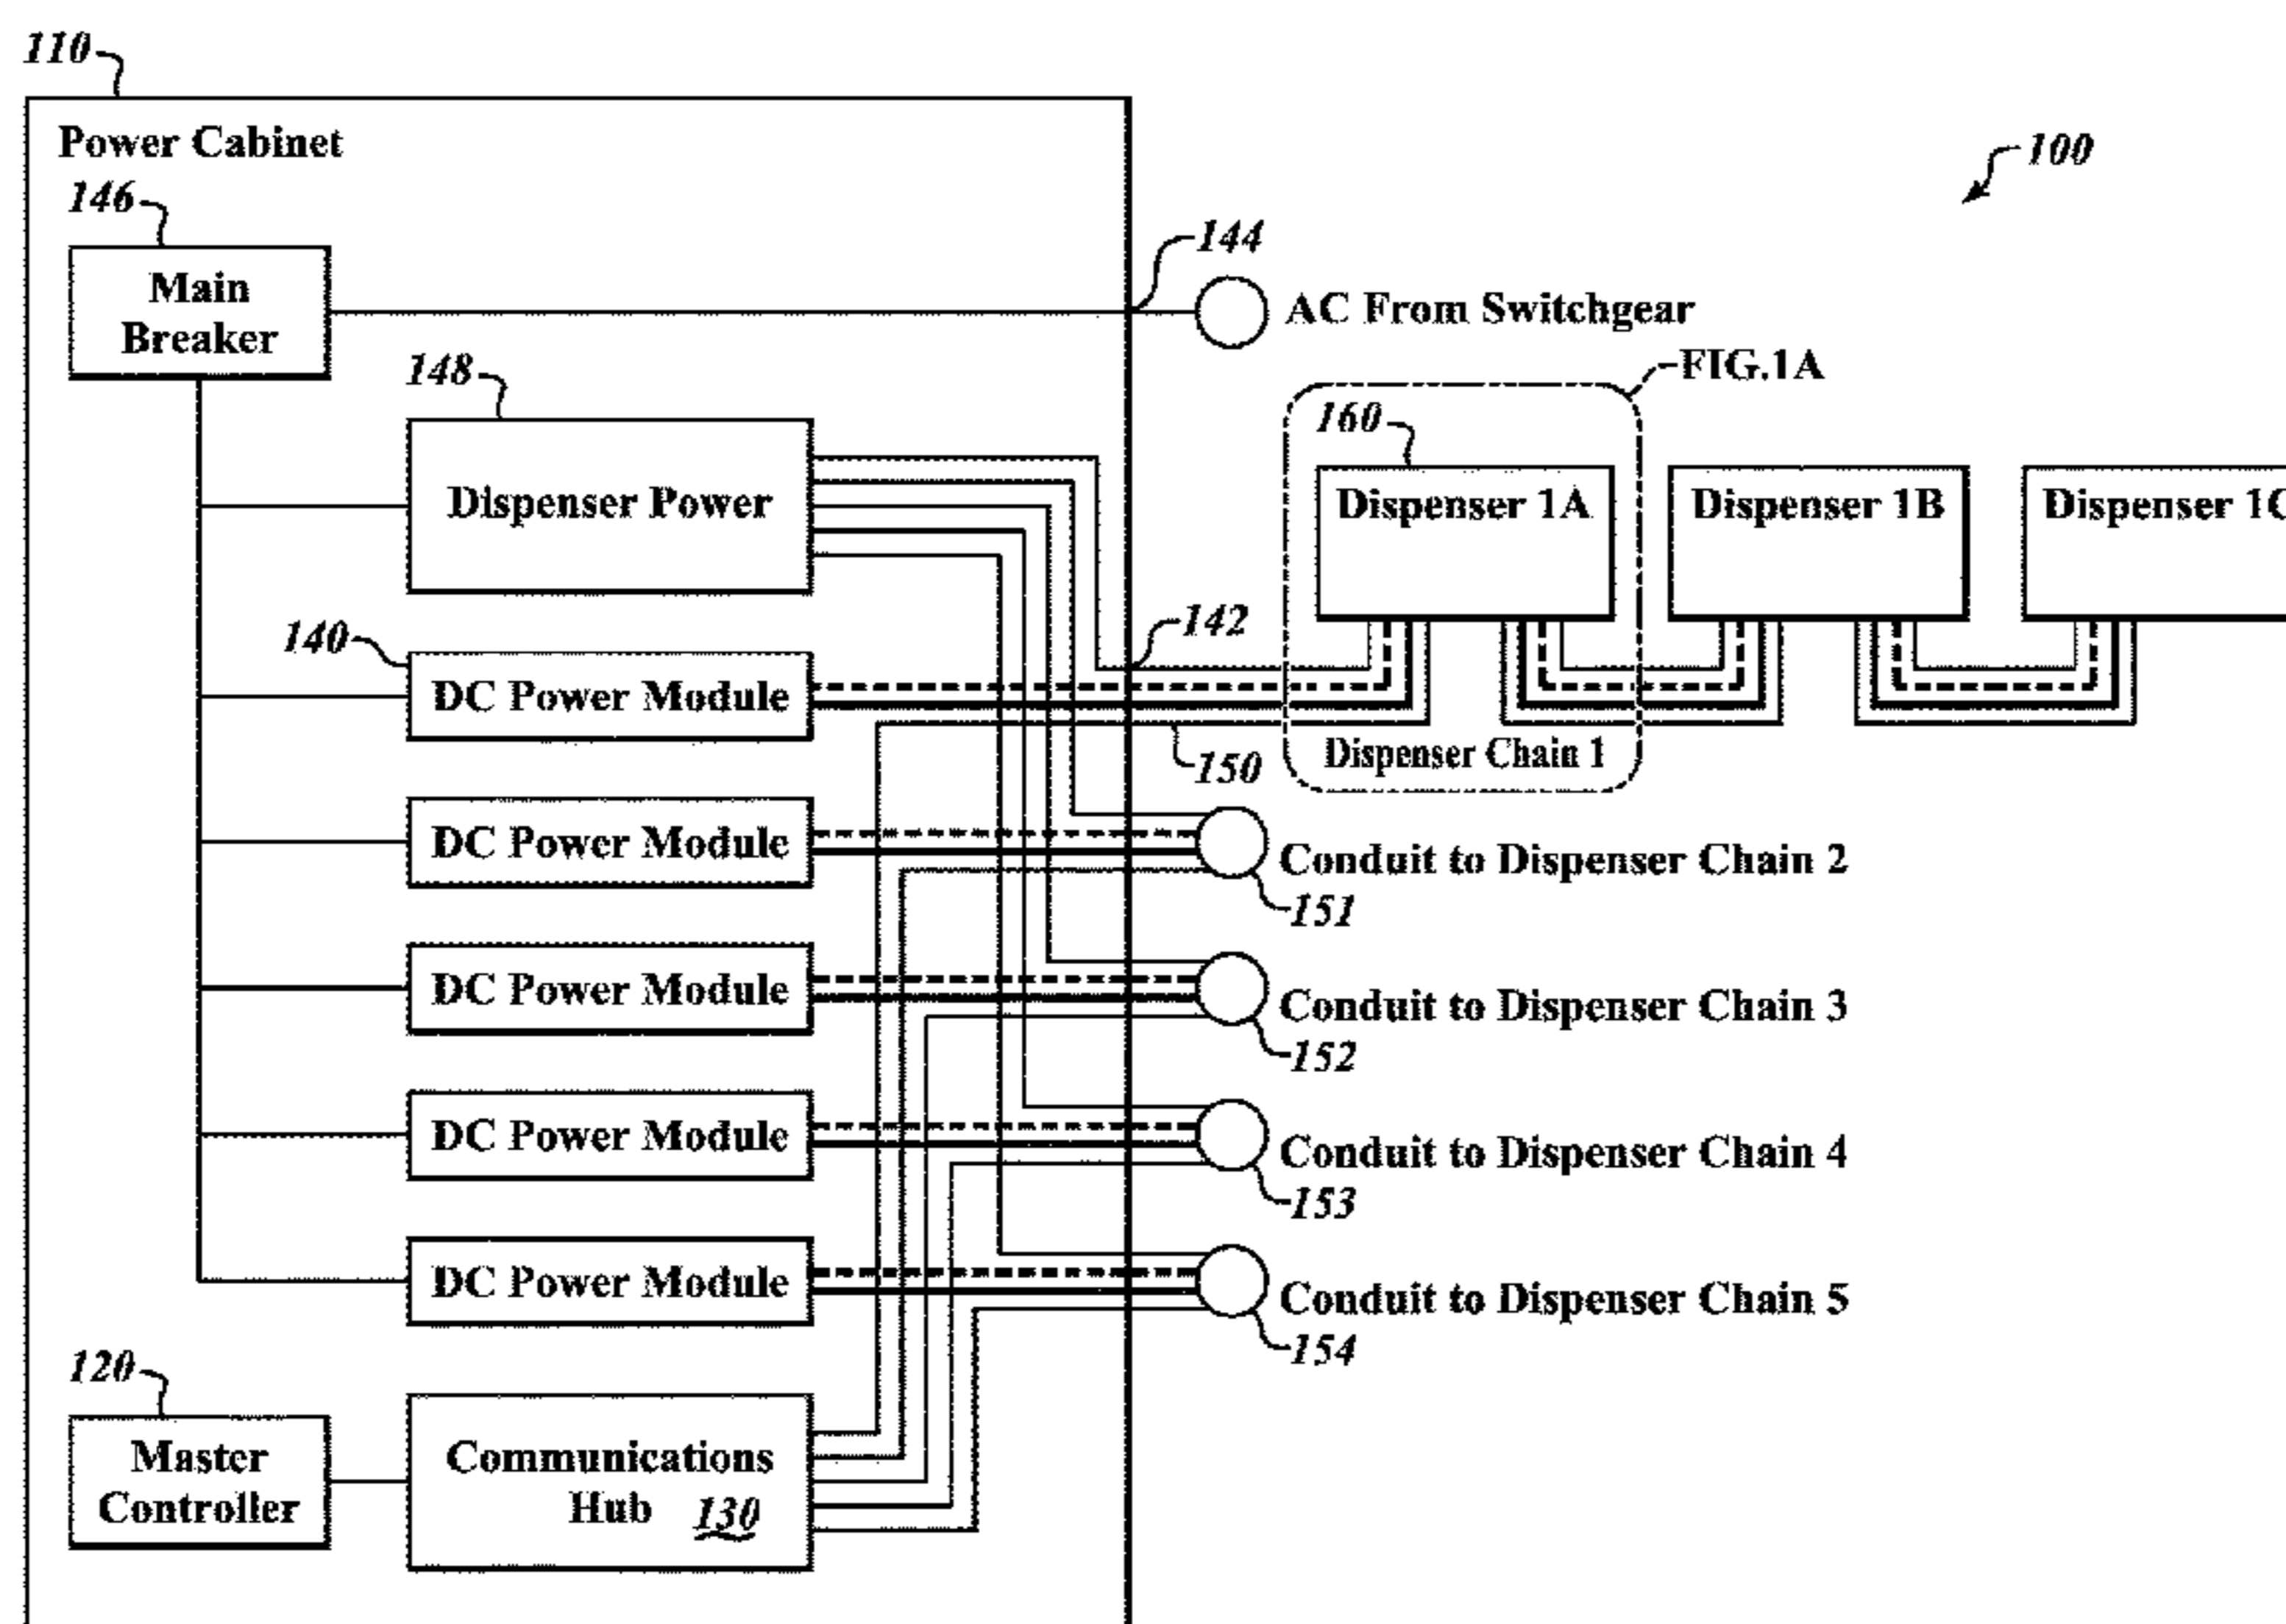 110
Power Cabinet
100
146
144
Main
Breaker
AC From Switchgear
148
FIG.1A
160
Dispenser Power
Dispenser 1A
Dispenser 1B
Dispenser 1C
140
142
DC Power Module
150
Dispenser Chain 1
DC Power Module
Conduit to Dispenser Chain 2
151
DC Power Module
Conduit to Dispenser Chain 3
152
DC Power Module
Conduit to Dispenser Chain 4
153
DC Power Module
Conduit to Dispenser Chain 5
154
120
Master
Controller
Communications
Hub 130